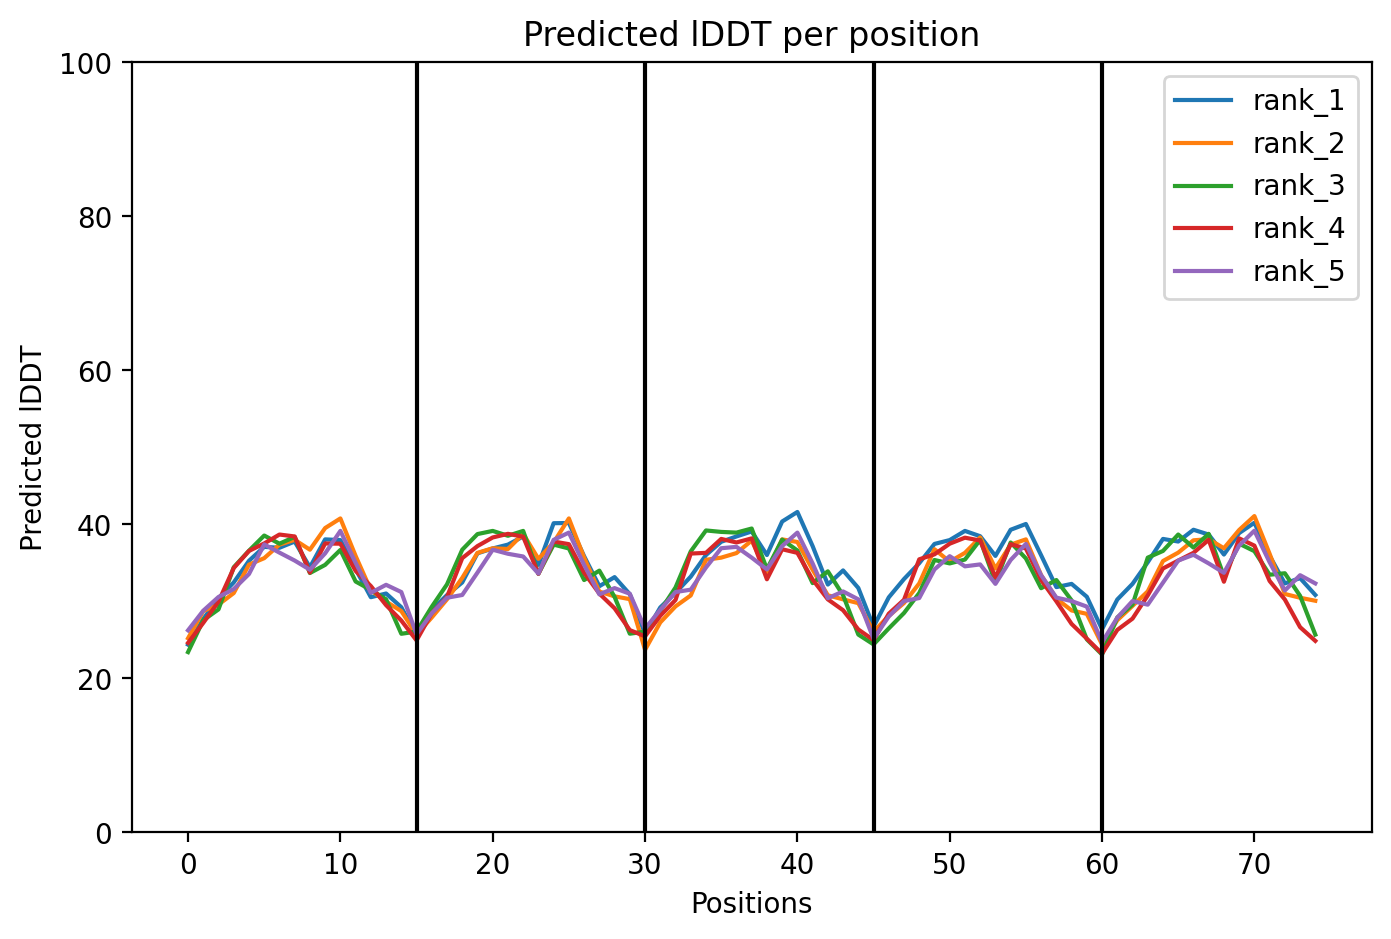 Predicted lDDT per position
100
80
60
40
20
0
Predicted lDDT
0 10 20 30 40 50 60 70
Positions
rank_1
rank_2
rank_3
rank_4
rank_5